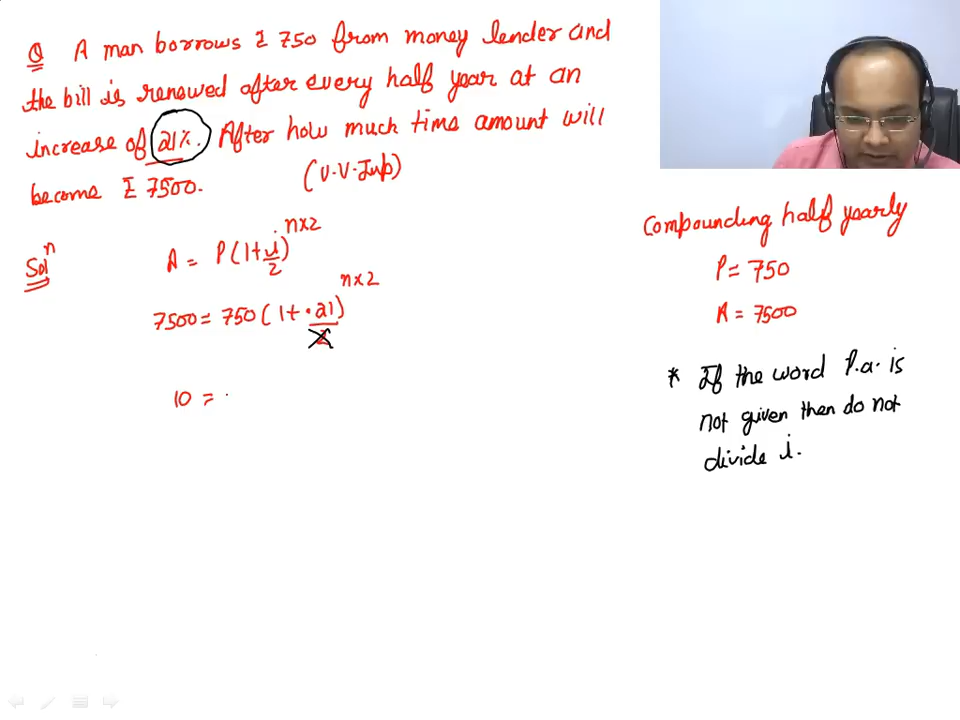 Q A man borrows ₹ 750 from money lender and
the bill is renewed after every half year at an
increase of 21%. After how much time amount will
become ₹ 7500. (V.V.Imp)
Solⁿ
A = P(1+i/2)^n×2
7500 = 750(1+.21/2)^n×2
10 = .
Compounding half yearly
P = 750
A = 7500
* If the word P.a. is
not given then do not
divide i.